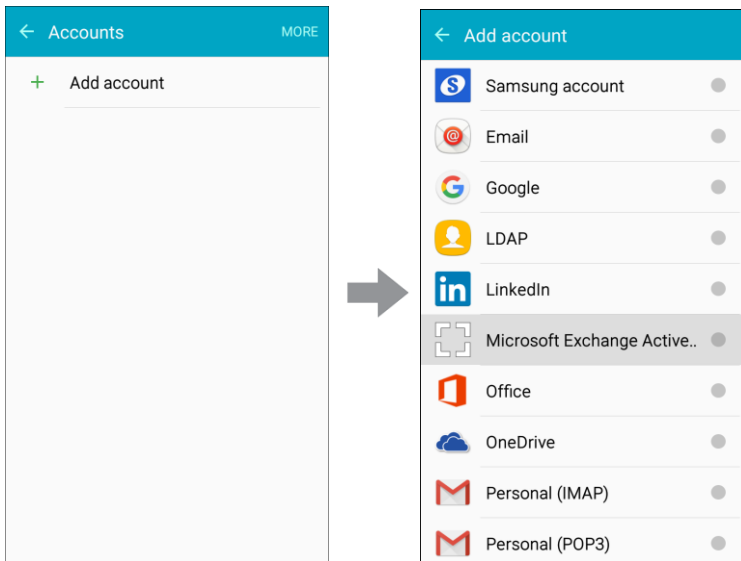 Accounts
MORE
Add account
Add account
Samsung account
Email
Google
LDAP
LinkedIn
Microsoft Exchange Active..
Office
OneDrive
Personal (IMAP)
Personal (POP3)